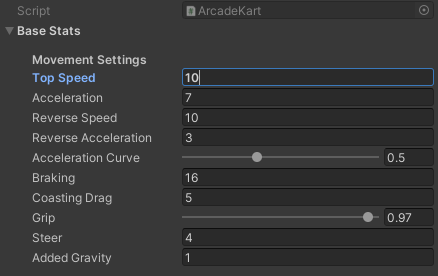 Script ArcadeKart
Base Stats
Movement Settings
Top Speed 10
Acceleration 7
Reverse Speed 10
Reverse Acceleration 3
Acceleration Curve 0.5
Braking 16
Coasting Drag 5
Grip 0.97
Steer 4
Added Gravity 1